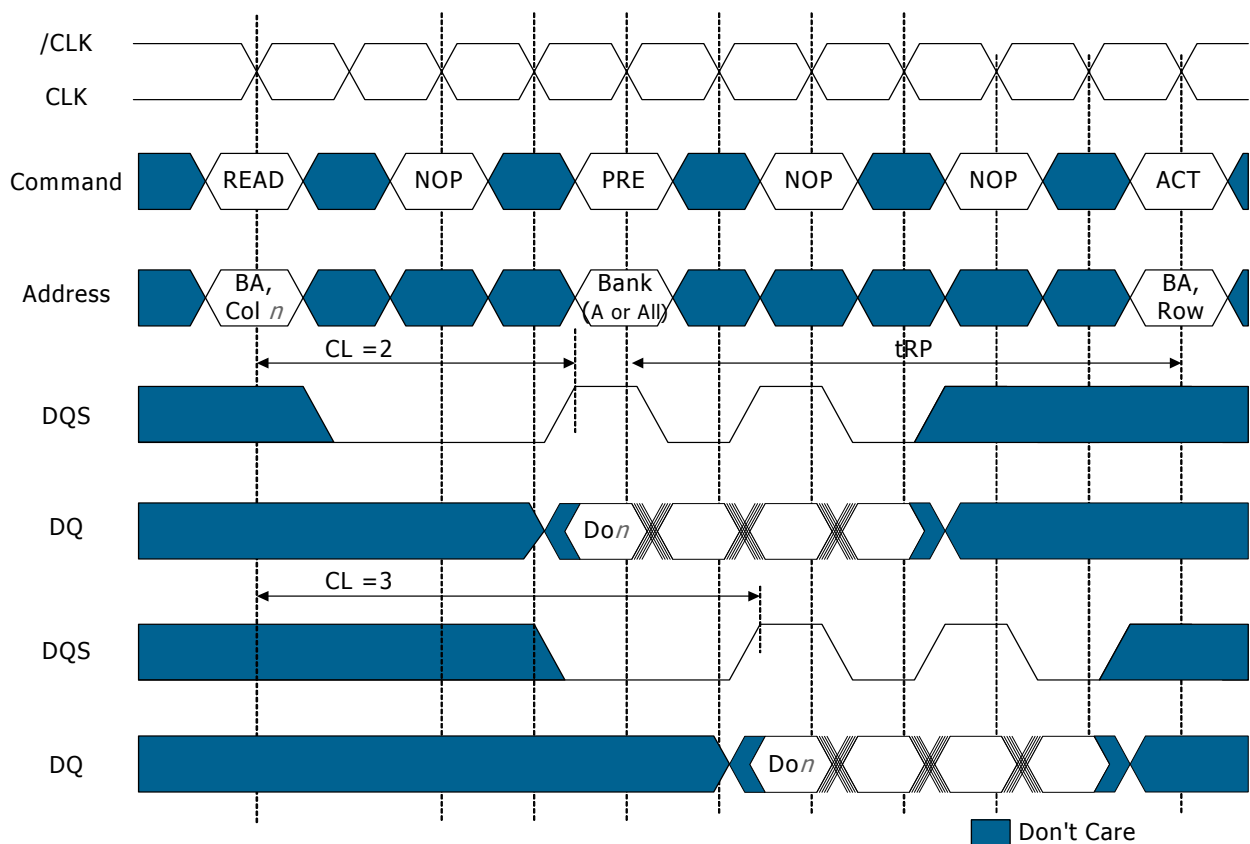 /CLK
CLK
Command
READ
NOP
PRE
NOP
NOP
ACT
Address
BA,
Col n
Bank
(A or All)
BA,
Row
CL =2
tRP
DQS
DQ
Don
CL =3
DQS
DQ
Don
Don't Care